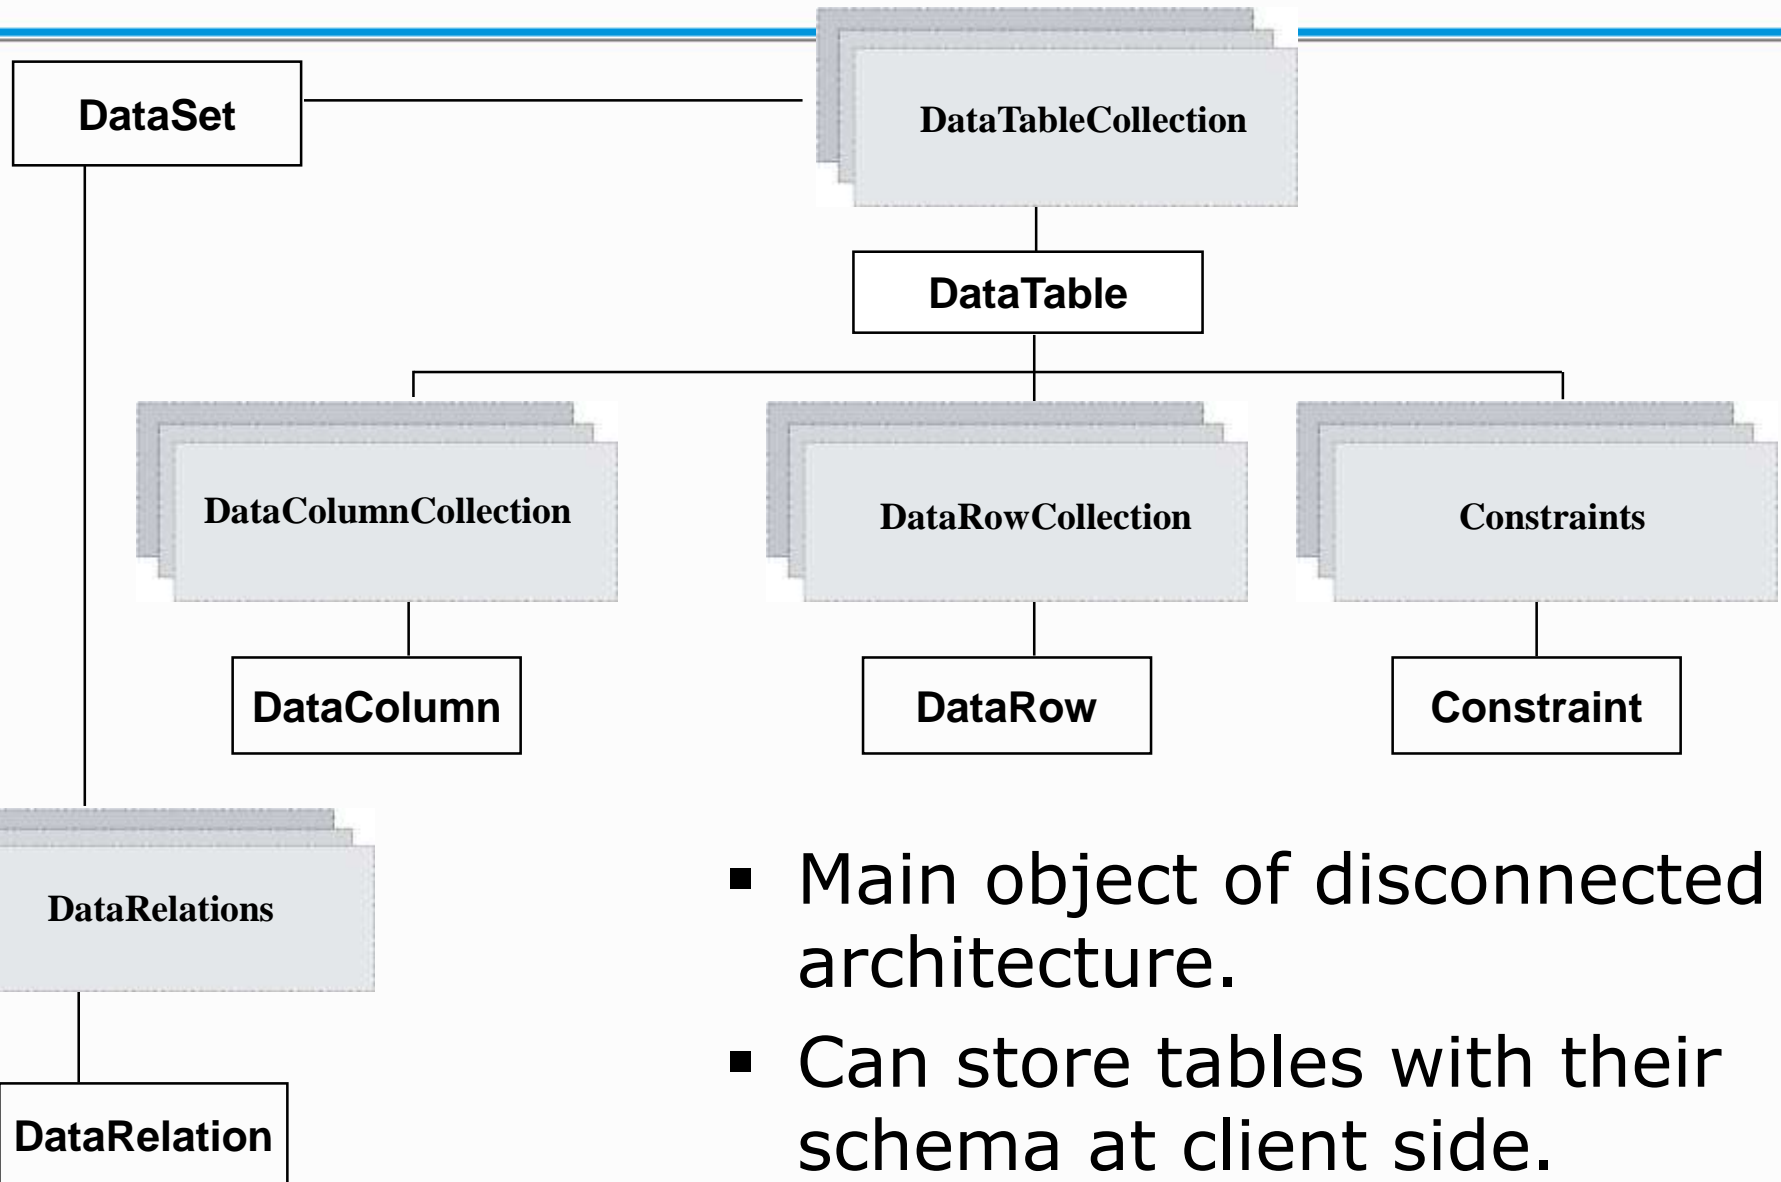 DataSet
DataTableCollection
DataTable
DataColumnCollection
DataRowCollection
Constraints
DataColumn
DataRow
Constraint
DataRelations
DataRelation
▪ Main object of disconnected
architecture.
▪ Can store tables with their
schema at client side.